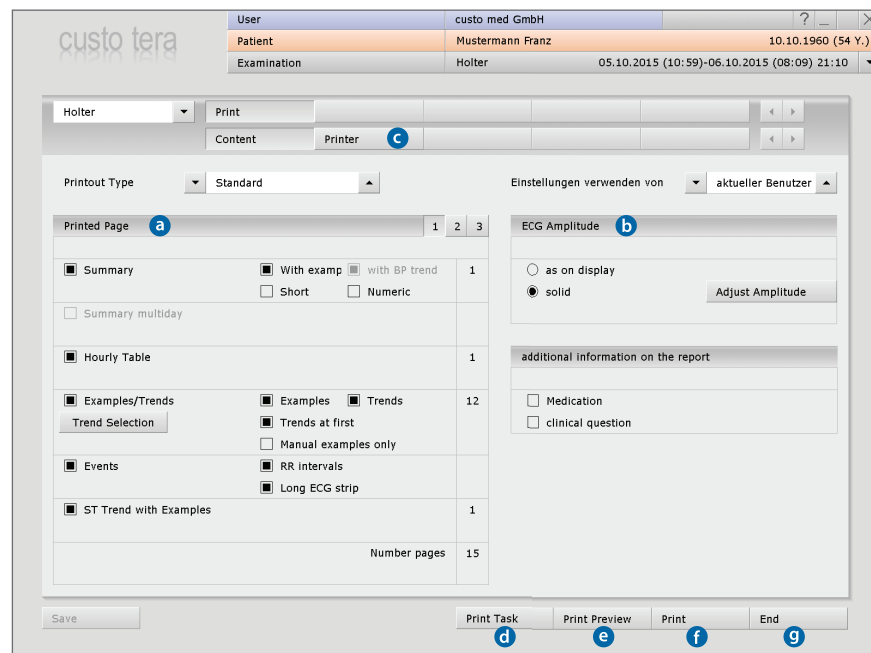 custo tera
User custo med GmbH ?
Patient Mustermann Franz 10.10.1960 (54 Y.)
Examination Holter 05.10.2015 (10:59)-06.10.2015 (08:09) 21:10
Holter Print
Content Printer c
Printout Type Standard Einstellungen verwenden von aktueller Benutzer
Printed Page a 1 2 3 ECG Amplitude b
Summary With examp with BP trend 1 as on display
Short Numeric solid Adjust Amplitude
Summary multiday
Hourly Table 1 additional information on the report
Examples/Trends Examples Trends 12 Medication
Trend Selection Trends at first clinical question
Manual examples only
Events RR intervals
Long ECG strip
ST Trend with Examples 1
Number pages 15
Save Print Task Print Preview Print End
d e f g